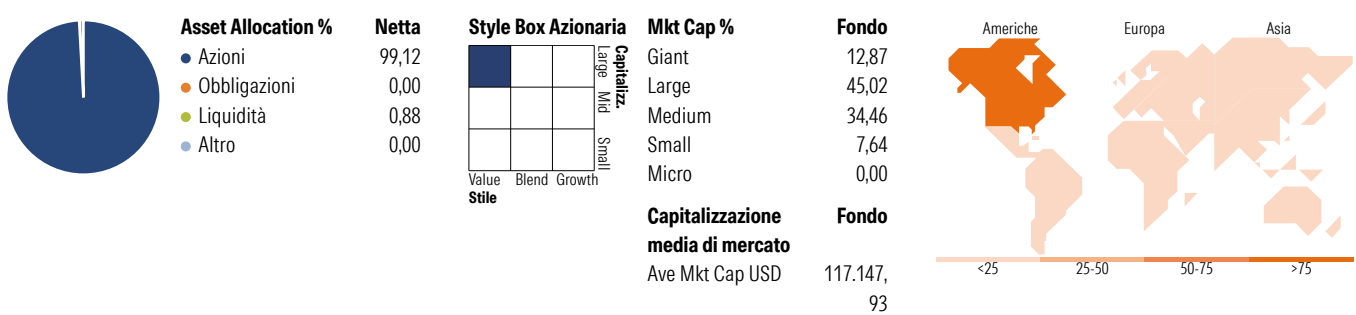 Asset Allocation % Netta
Azioni 99,12
Obbligazioni 0,00
Liquidità 0,88
Altro 0,00
Style Box Azionaria
Capitalizz.
Large Mid Small
Value Blend Growth
Stile
Mkt Cap % Fondo
Giant 12,87
Large 45,02
Medium 34,46
Small 7,64
Micro 0,00
Capitalizzazione Fondo
media di mercato
Ave Mkt Cap USD 117.147,
93
Americhe Europa Asia
<25 25-50 50-75 >75